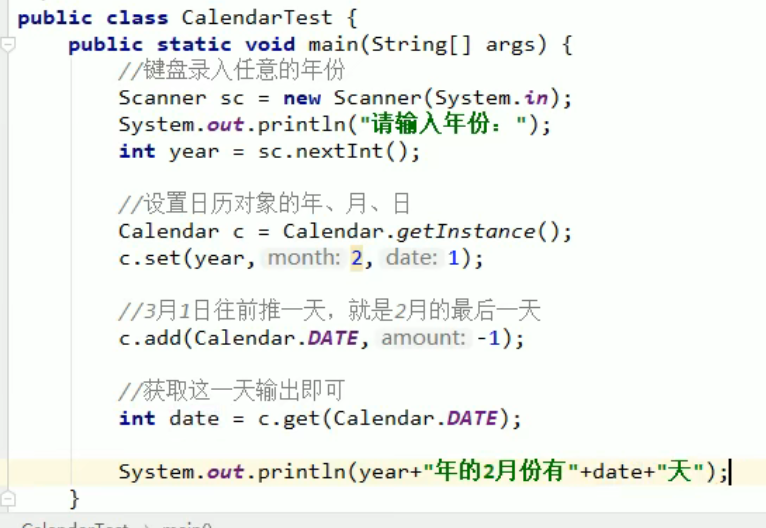 public class CalendarTest {
    public static void main(String[] args) {
        //键盘录入任意的年份
        Scanner sc = new Scanner(System.in);
        System.out.println("请输入年份：");
        int year = sc.nextInt();
        //设置日历对象的年、月、日
        Calendar c = Calendar.getInstance();
        c.set(year, month: 2, date: 1);
        //3月1日往前推一天，就是2月的最后一天
        c.add(Calendar.DATE, amount: -1);
        //获取这一天输出即可
        int date = c.get(Calendar.DATE);
        System.out.println(year+"年的2月份有"+date+"天");
    }
CalendarTest > main()